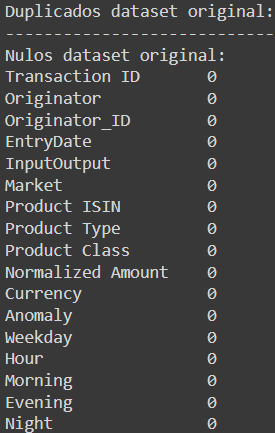 Duplicados dataset original:
----------------------------
Nulos dataset original:
Transaction ID 0
Originator 0
Originator_ID 0
EntryDate 0
InputOutput 0
Market 0
Product ISIN 0
Product Type 0
Product Class 0
Normalized Amount 0
Currency 0
Anomaly 0
Weekday 0
Hour 0
Morning 0
Evening 0
Night 0